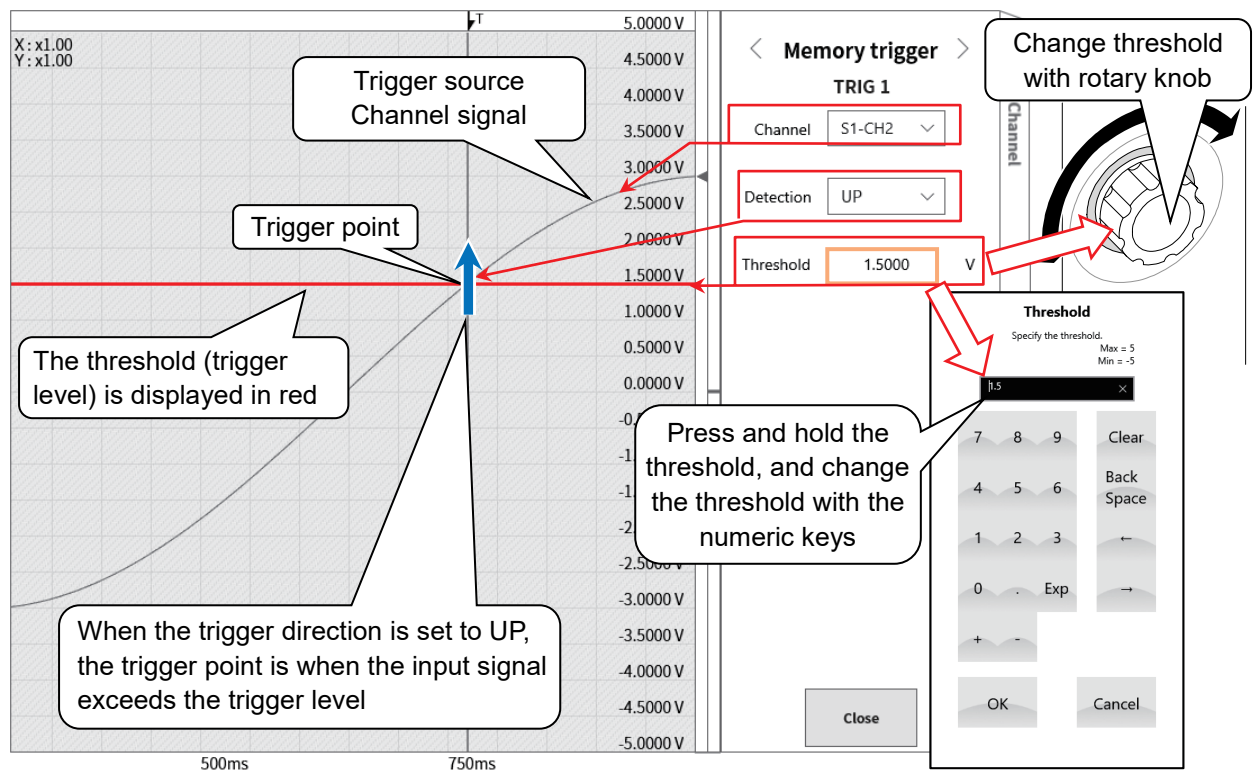 T
X : x1.00
Y : x1.00
5.0000 V
4.5000 V
4.0000 V
3.5000 V
3.0000 V
2.5000 V
2.0000 V
1.5000 V
1.0000 V
0.5000 V
0.0000 V
-0.
-1.
-1.
-2.
-2.5000 V
-3.0000 V
-3.5000 V
-4.0000 V
-4.5000 V
-5.0000 V
500ms
750ms
Trigger source
Channel signal
Trigger point
The threshold (trigger
level) is displayed in red
When the trigger direction is set to UP,
the trigger point is when the input signal
exceeds the trigger level
Memory trigger
TRIG 1
Channel
S1-CH2
Detection
UP
Threshold
1.5000
V
Close
Channel
Change threshold
with rotary knob
Press and hold the
threshold, and change
the threshold with the
numeric keys
Threshold
Specify the threshold.
Max = 5
Min = -5
1.5
×
7 8 9 Clear
4 5 6 Back
Space
1 2 3 ←
0 . Exp →
+ -
OK
Cancel